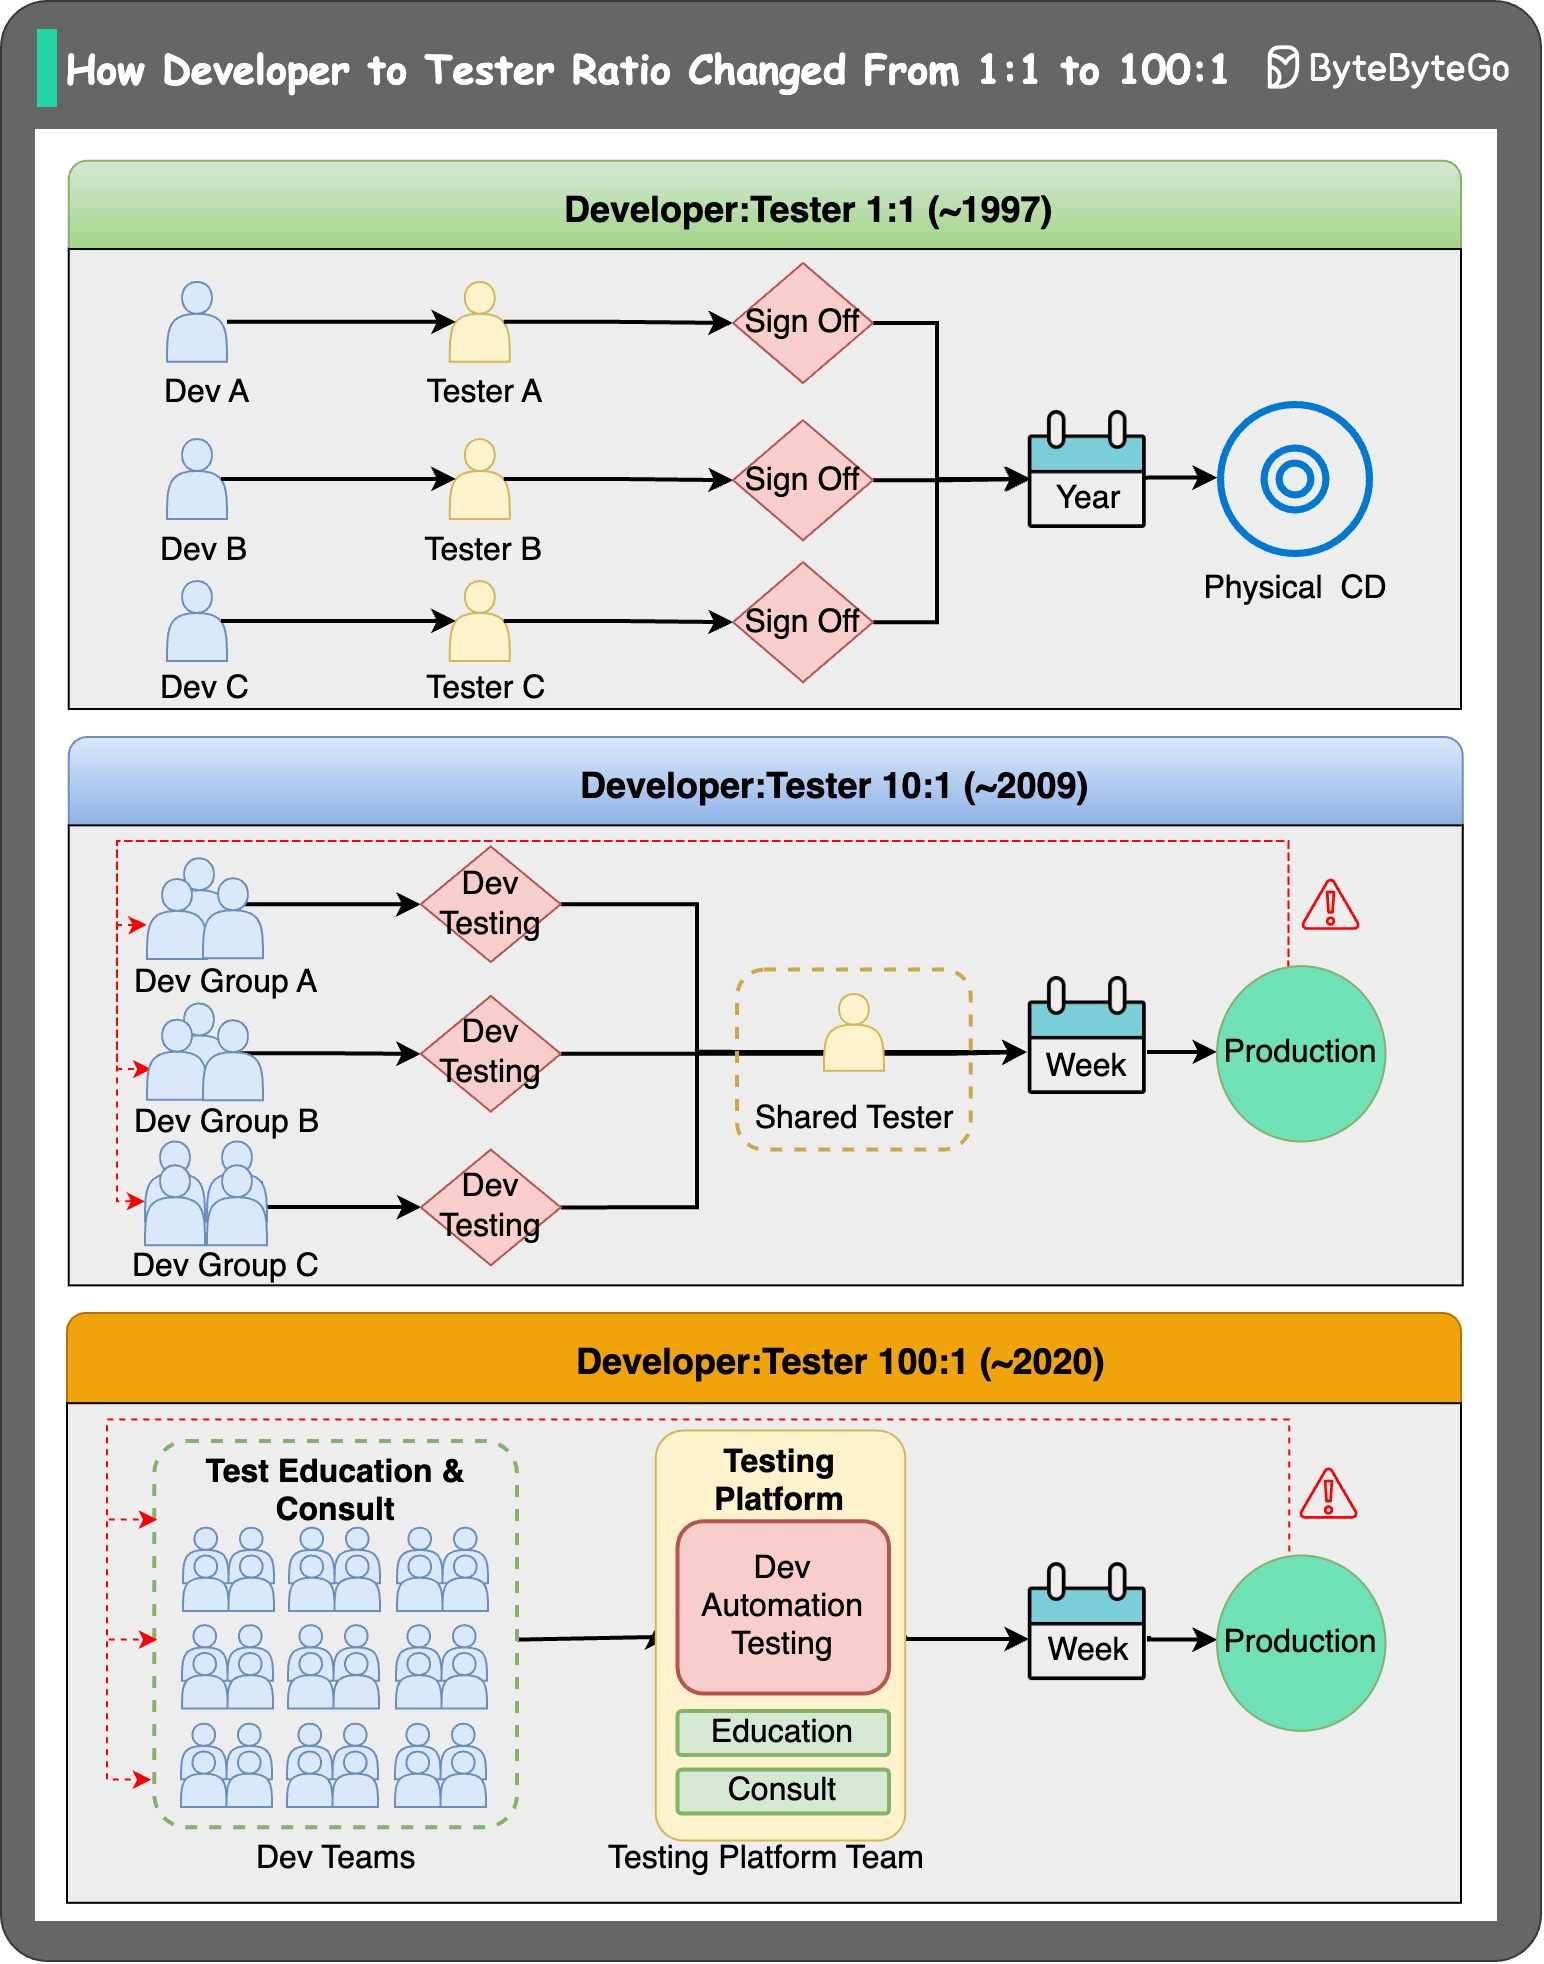 How Developer to Tester Ratio Changed From 1:1 to 100:1
ByteByteGo
Developer:Tester 1:1 (~1997)
Dev A
Tester A
Sign Off
Dev B
Tester B
Sign Off
Dev C
Tester C
Sign Off
Year
Physical CD
Developer:Tester 10:1 (~2009)
Dev Group A
Dev
Testing
Dev Group B
Dev
Testing
Dev Group C
Dev
Testing
Shared Tester
Week
Production
Developer:Tester 100:1 (~2020)
Test Education &
Consult
Dev Teams
Testing
Platform
Dev
Automation
Testing
Education
Consult
Testing Platform Team
Week
Production